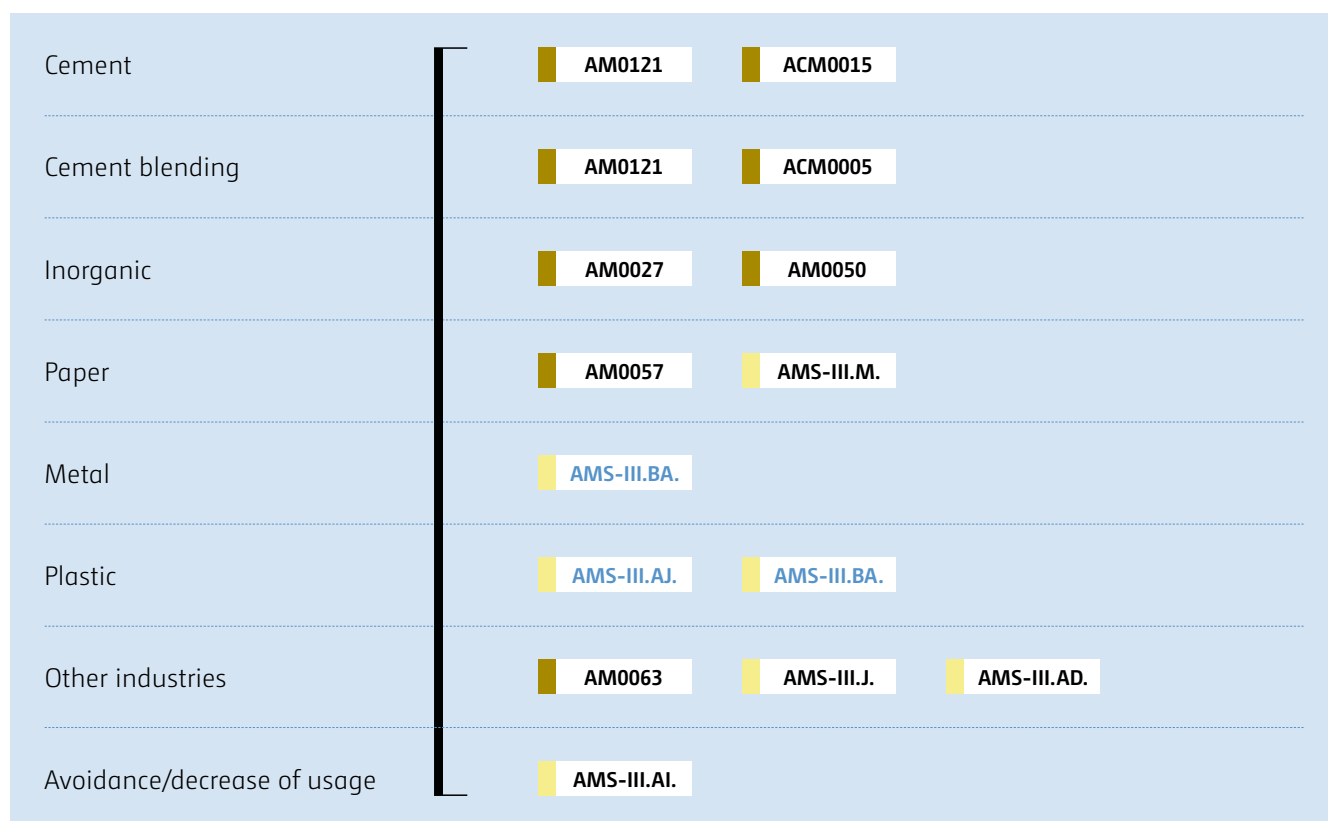 Cement AM0121 ACM0015
Cement blending AM0121 ACM0005
Inorganic AM0027 AM0050
Paper AM0057 AMS-III.M.
Metal AMS-III.BA.
Plastic AMS-III.AJ. AMS-III.BA.
Other industries AM0063 AMS-III.J. AMS-III.AD.
Avoidance/decrease of usage AMS-III.AI.